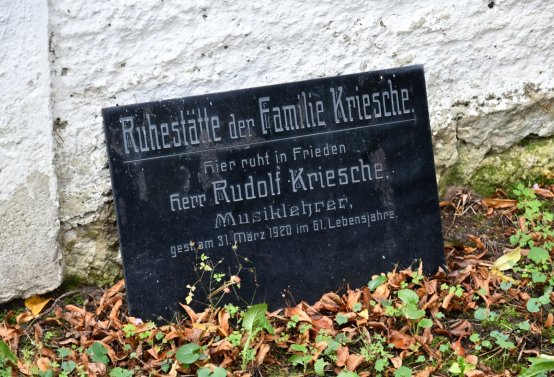 Ruhestätte der Familie Kriesche.
Hier ruht in Frieden
Herr Rudolf Kriesche,
Musiklehrer,
gest. am 31. März 1920 im 61. Lebensjahre.